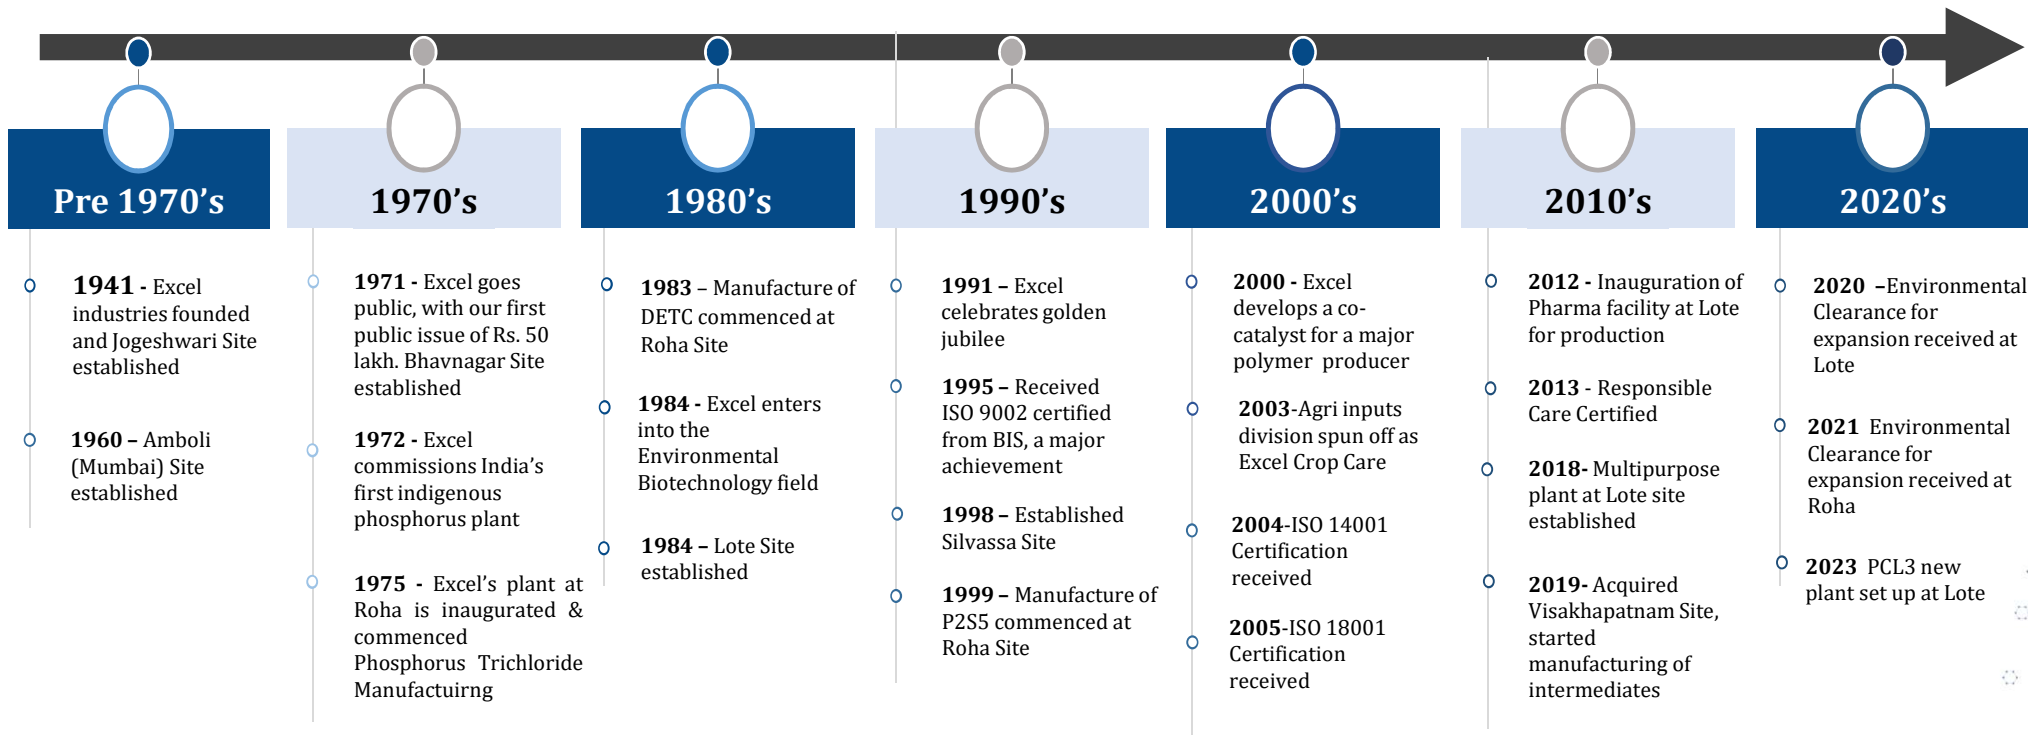 Pre 1970’s
1941 - Excel
industries founded
and Jogeshwari Site
established
1960 – Amboli
(Mumbai) Site
established
1970’s
1971 - Excel goes
public, with our first
public issue of Rs. 50
lakh. Bhavnagar Site
established
1972 - Excel
commissions India’s
first indigenous
phosphorus plant
1975 - Excel’s plant at
Roha is inaugurated &
commenced
Phosphorus Trichloride
Manufactuirng
1980’s
1983 – Manufacture of
DETC commenced at
Roha Site
1984 - Excel enters
into the
Environmental
Biotechnology field
1984 – Lote Site
established
1990’s
1991 – Excel
celebrates golden
jubilee
1995 – Received
ISO 9002 certified
from BIS, a major
achievement
1998 – Established
Silvassa Site
1999 – Manufacture of
P2S5 commenced at
Roha Site
2000’s
2000 - Excel
develops a co-
catalyst for a major
polymer producer
2003-Agri inputs
division spun off as
Excel Crop Care
2004-ISO 14001
Certification
received
2005-ISO 18001
Certification
received
2010’s
2012 - Inauguration of
Pharma facility at Lote
for production
2013 - Responsible
Care Certified
2018- Multipurpose
plant at Lote site
established
2019- Acquired
Visakhapatnam Site,
started
manufacturing of
intermediates
2020’s
2020 –Environmental
Clearance for
expansion received at
Lote
2021 Environmental
Clearance for
expansion received at
Roha
2023 PCL3 new
plant set up at Lote